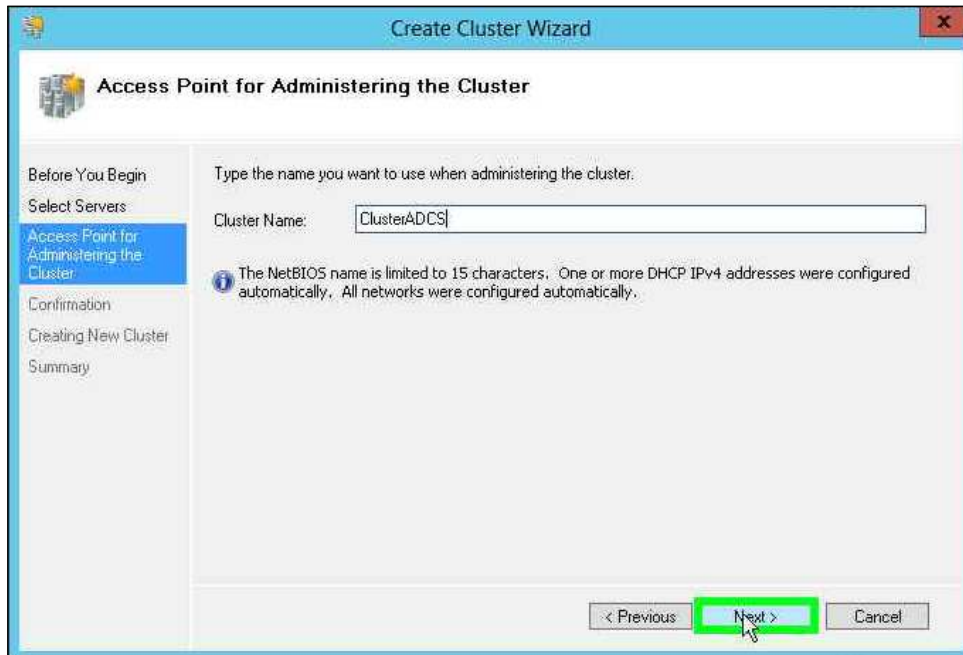 Create Cluster Wizard
x
Access Point for Administering the Cluster
Before You Begin
Select Servers
Access Point for
Administering the
Cluster
Confirmation
Creating New Cluster
Summary
Type the name you want to use when administering the cluster.
Cluster Name:
ClusterADCS
The NetBIOS name is limited to 15 characters. One or more DHCP IPv4 addresses were configured
automatically. All networks were configured automatically.
< Previous
Next >
Cancel